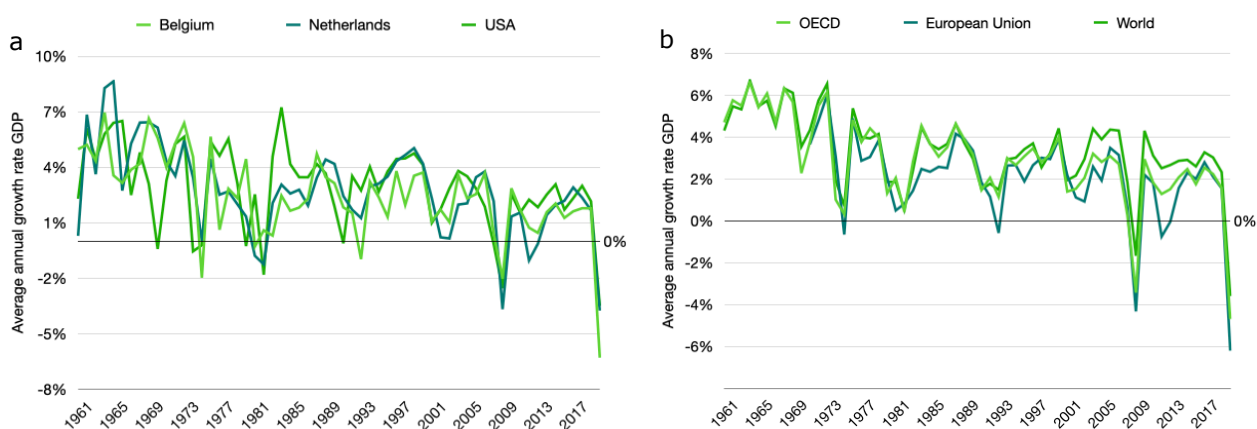 a
Belgium Netherlands USA
Average annual growth rate GDP
10%
7%
4%
1%
-2%
-5%
-8%
0%
1961 1965 1969 1973 1977 1981 1985 1989 1993 1997 2001 2005 2009 2013 2017
b
OECD European Union World
Average annual growth rate GDP
8%
6%
4%
2%
0%
-2%
-4%
-6%
0%
1961 1965 1969 1973 1977 1981 1985 1989 1993 1997 2001 2005 2009 2013 2017